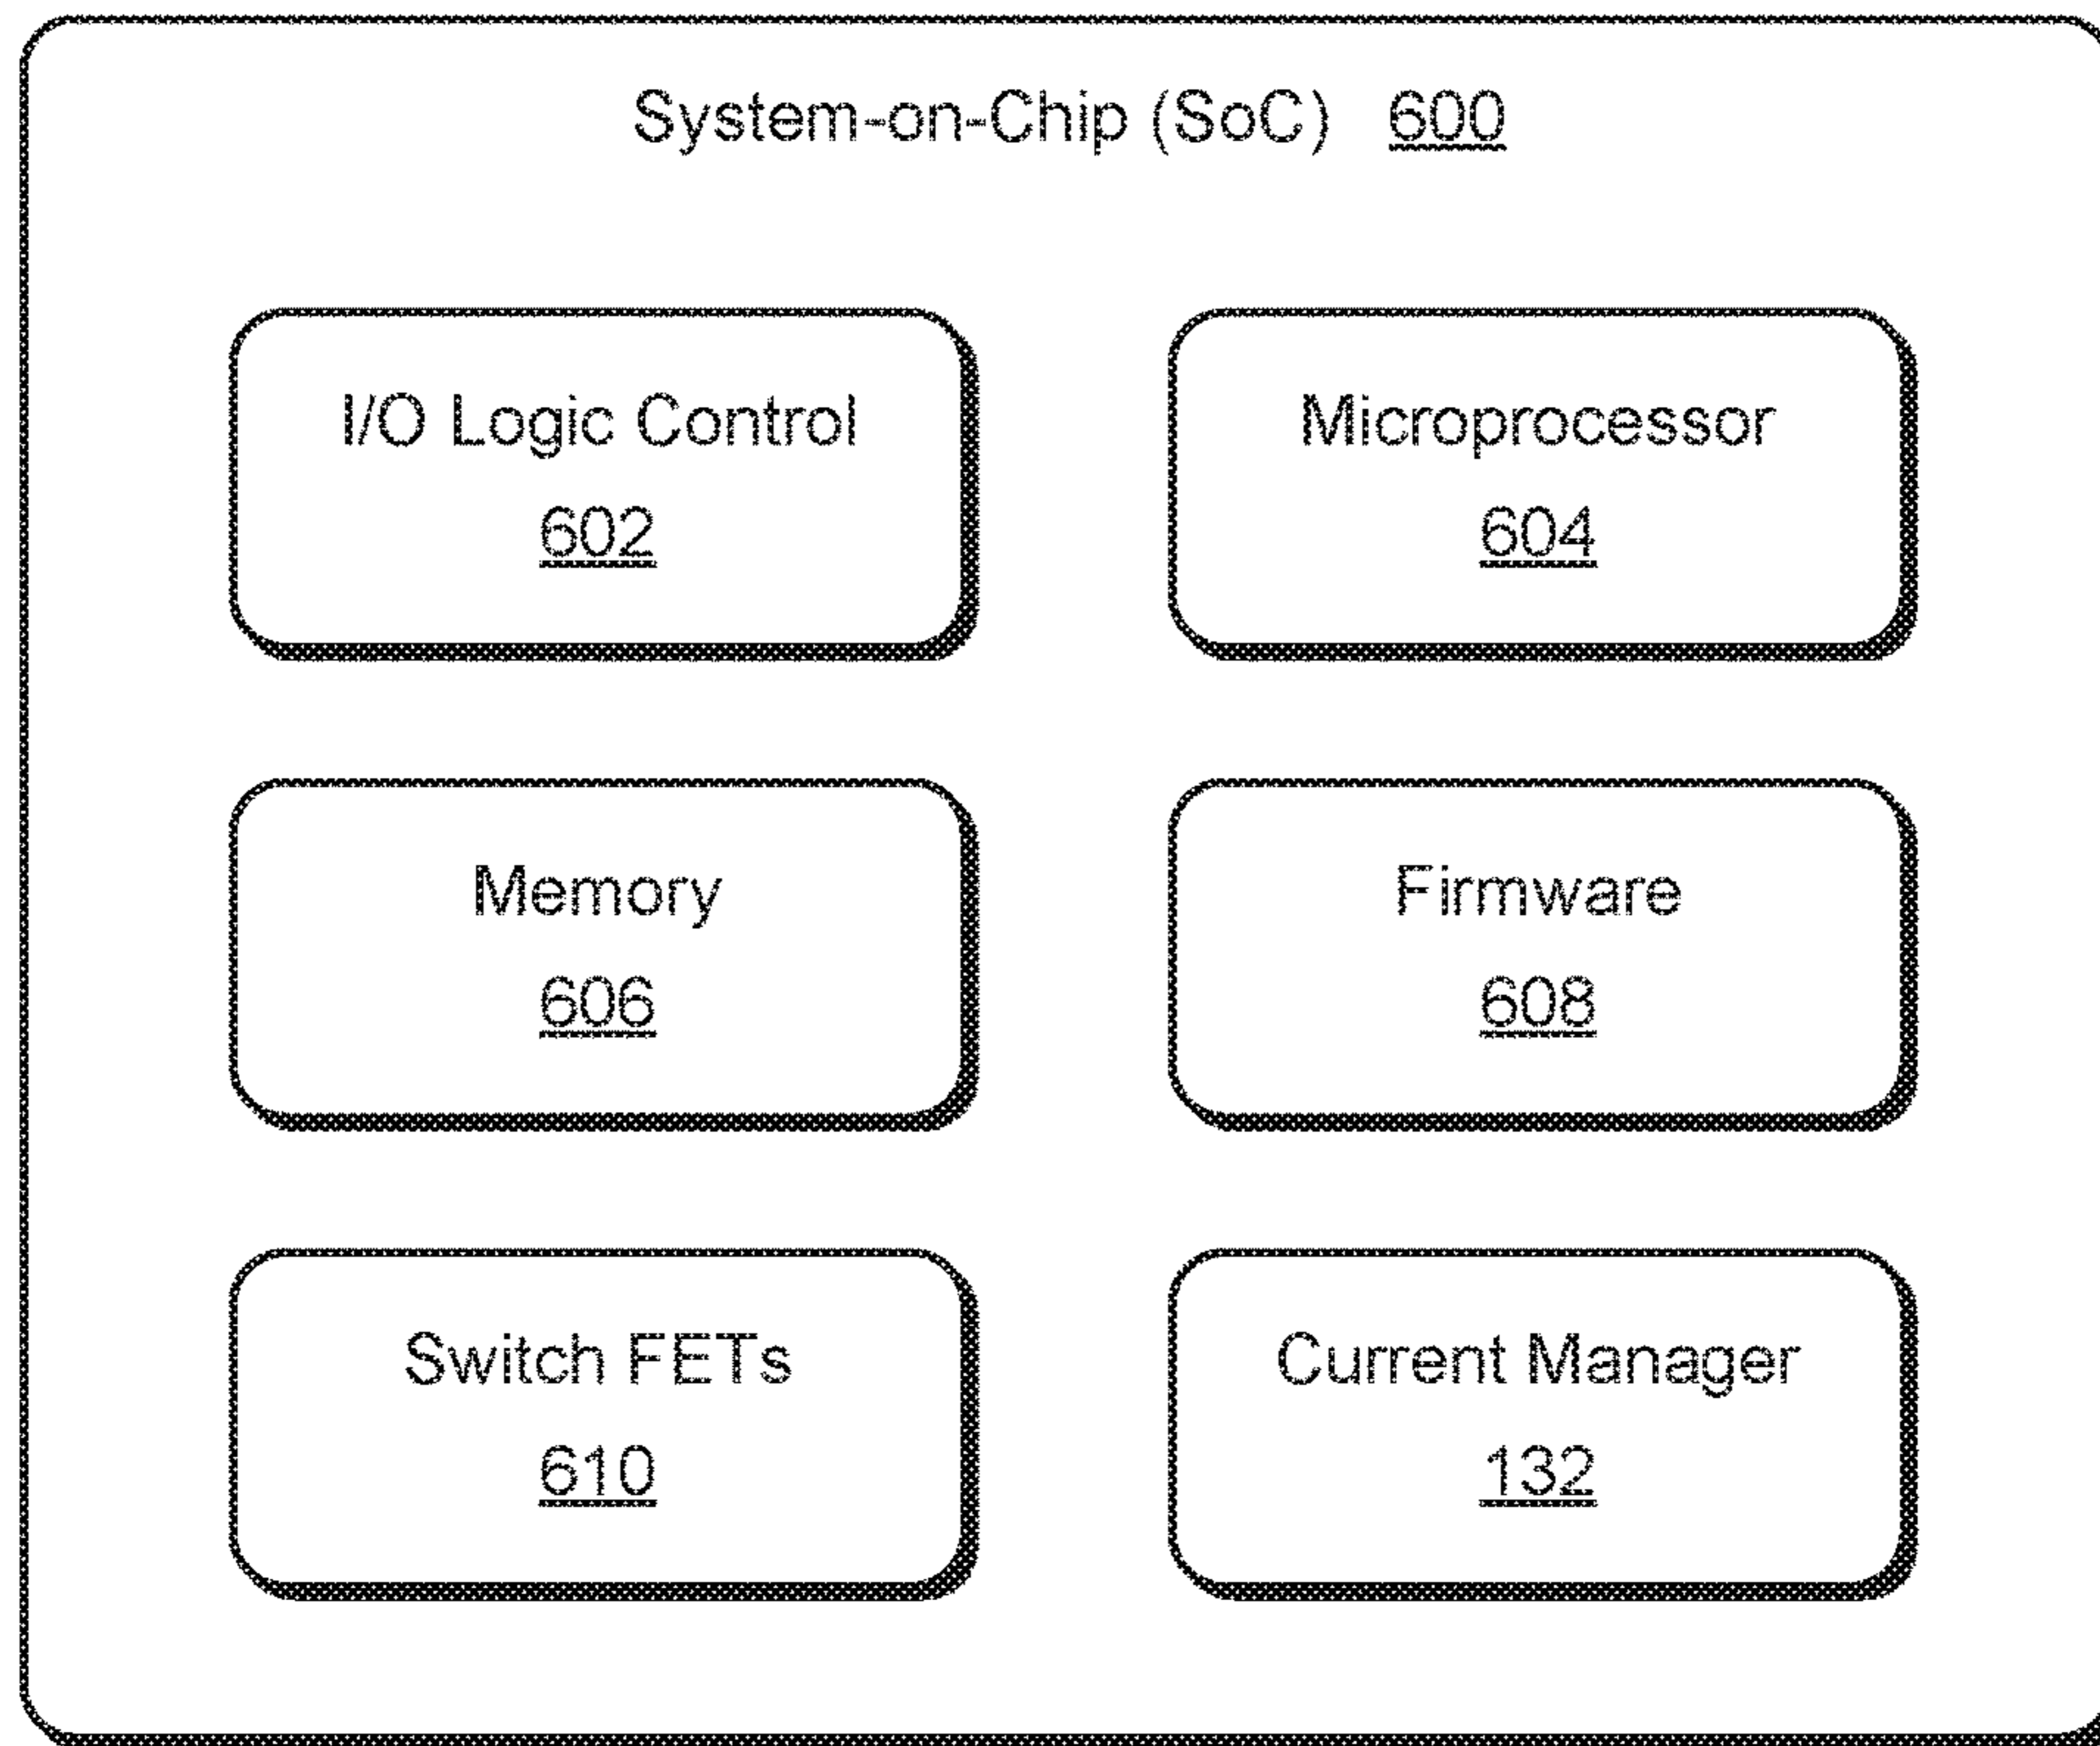 System-on-Chip (SoC) 600
I/O Logic Control
602
Microprocessor
604
Memory
606
Firmware
608
Switch FETs
610
Current Manager
132